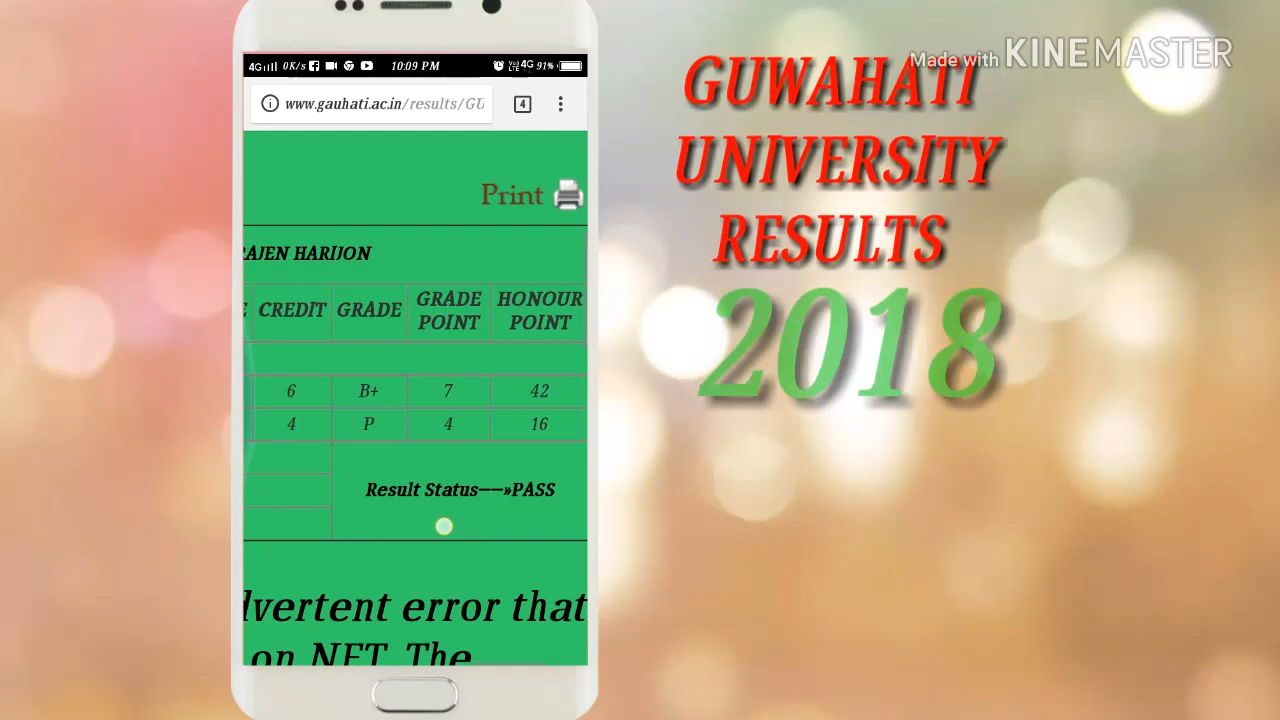 Made with KINEMASTER
GUWAHATI
UNIVERSITY
RESULTS
2018
4G 0K/s 10:09 PM 4G 91%
www.gauhati.ac.in/results/GU
4
Print
RAJEN HARIJON
E CREDIT GRADE GRADE POINT HONOUR POINT
6 B+ 7 42
4 P 4 16
Result Status——»PASS
dvertent error that
on NET. The